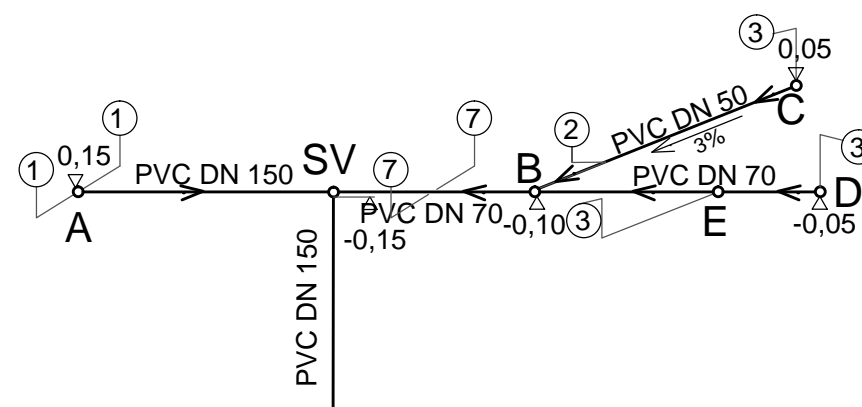 3
0,05
C
PVC DN 50
3%
2
1
7
1
0,15
PVC DN 150
SV
7
B
PVC DN 70
3
D
A
PVC DN 70
-0,15
-0,10
3
E
-0,05
PVC DN 150